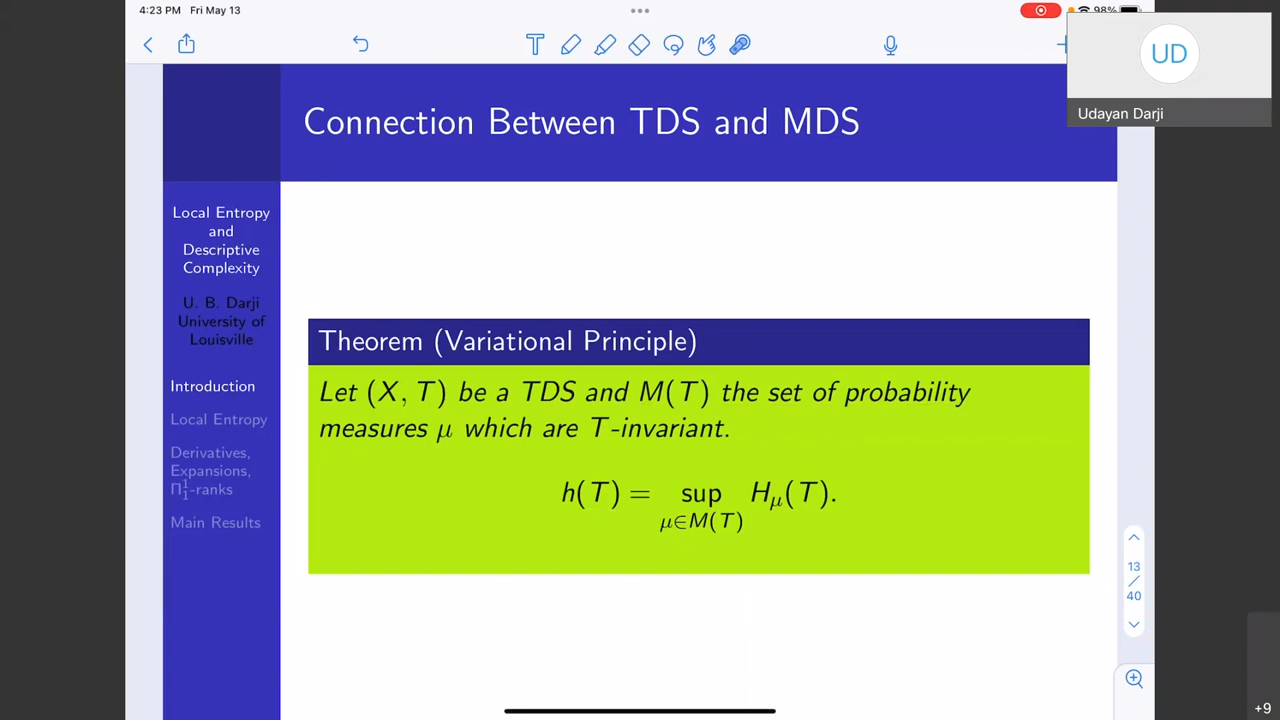 4:23 PM Fri May 13
98%
UD
Udayan Darji
Connection Between TDS and MDS
Local Entropy
and
Descriptive
Complexity
U. B. Darji
University of
Louisville
Introduction
Local Entropy
Derivatives,
Expansions,
Π¹₁-ranks
Main Results
Theorem (Variational Principle)
Let (X, T) be a TDS and M(T) the set of probability
measures μ which are T-invariant.
h(T) = sup H_μ(T).
μ∈M(T)
13
/
40
+9